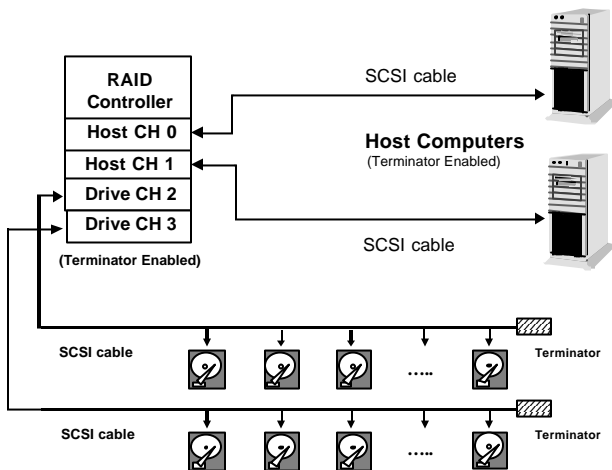 RAID
Controller
Host CH 0
Host CH 1
Drive CH 2
Drive CH 3
(Terminator Enabled)
SCSI cable
Host Computers
(Terminator Enabled)
SCSI cable
SCSI cable
.....
Terminator
SCSI cable
.....
Terminator